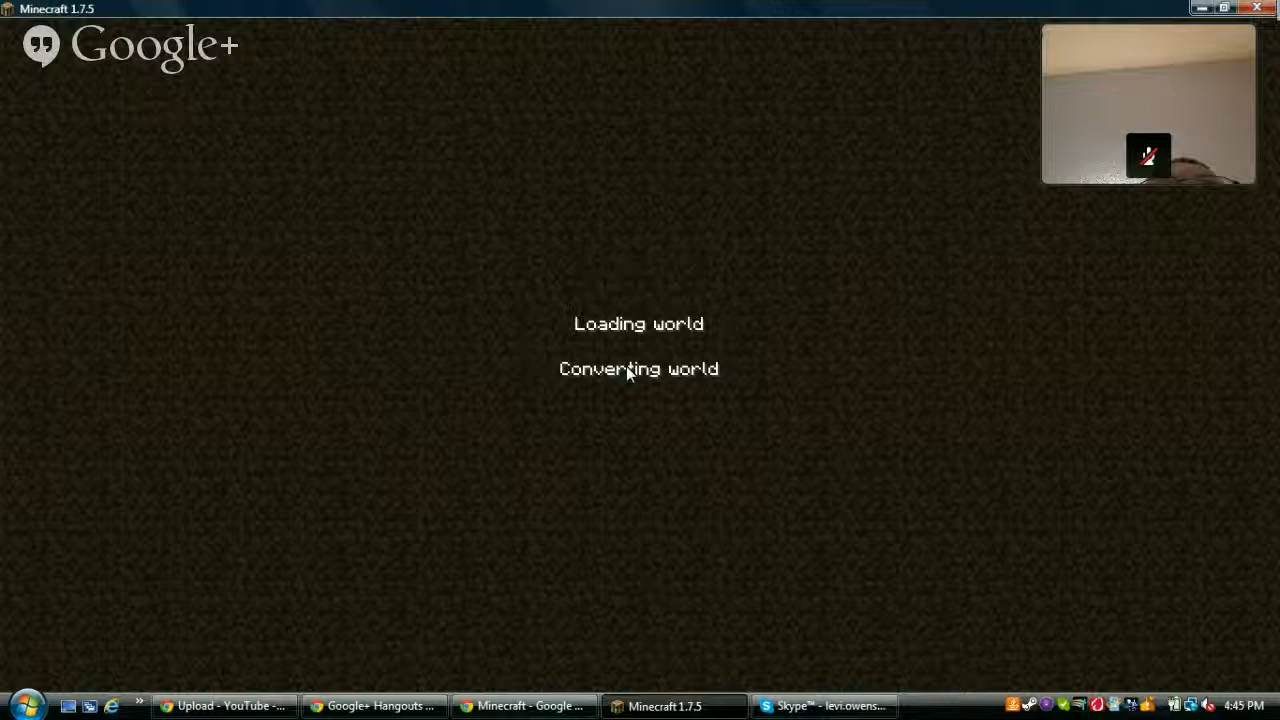 Minecraft 1.7.5
Google+
Loading world
Converting world
Upload - YouTube -...
Google+ Hangouts ...
Minecraft - Google ...
Minecraft 1.7.5
Skype™ - levi.owens...
4:45 PM